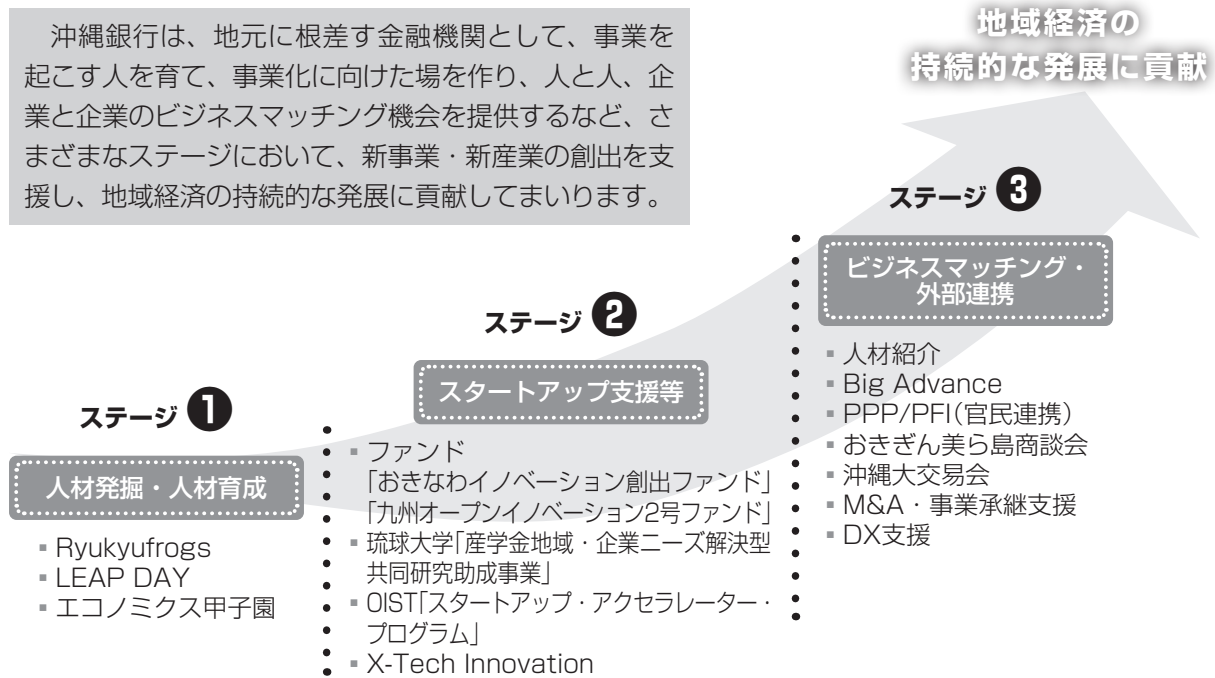 沖縄銀行は、地元に根差す金融機関として、事業を
起こす人を育て、事業化に向けた場を作り、人と人、企
業と企業のビジネスマッチング機会を提供するなど、さ
まざまなステージにおいて、新事業・新産業の創出を支
援し、地域経済の持続的な発展に貢献してまいります。
地域経済の
持続的な発展に貢献
ステージ ❶
人材発掘・人材育成
▪ Ryukyufrogs
▪ LEAP DAY
▪ エコノミクス甲子園
ステージ ❷
スタートアップ支援等
▪ ファンド
「おきなわイノベーション創出ファンド」
「九州オープンイノベーション2号ファンド」
▪ 琉球大学「産学金地域・企業ニーズ解決型
共同研究助成事業」
▪ OIST「スタートアップ・アクセラレーター・
プログラム」
▪ X-Tech Innovation
ステージ ❸
ビジネスマッチング・
外部連携
▪ 人材紹介
▪ Big Advance
▪ PPP/PFI(官民連携)
▪ おきぎん美ら島商談会
▪ 沖縄大交易会
▪ M&A・事業承継支援
▪ DX支援